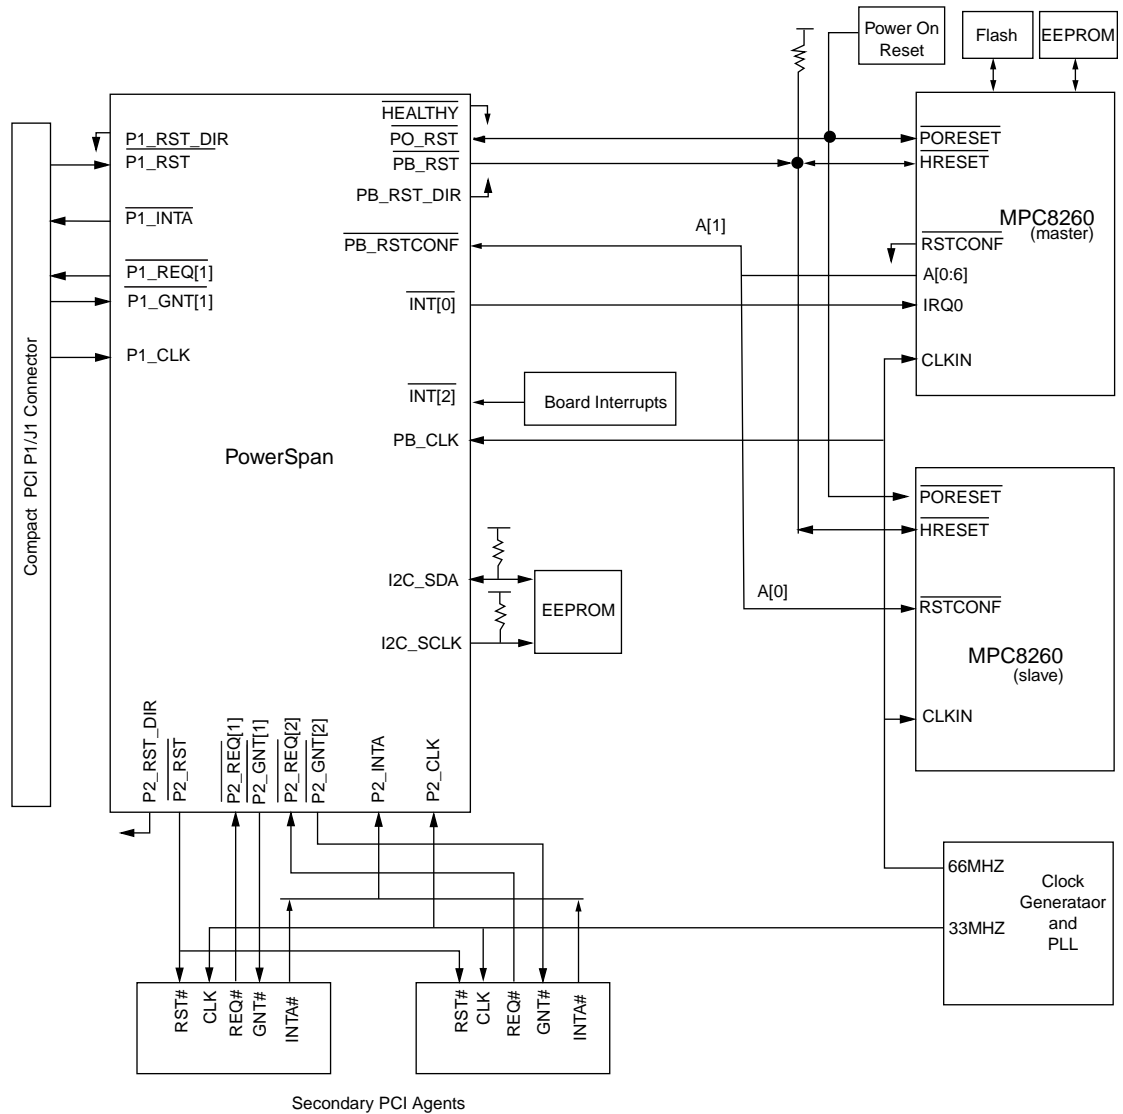 Power On
Reset
Flash
EEPROM
HEALTHY
P1_RST_DIR
PO_RST
PORESET
P1_RST
PB_RST
HRESET
PB_RST_DIR
P1_INTA
MPC8260
(master)
A[1]
PB_RSTCONF
RSTCONF
P1_REQ[1]
A[0:6]
P1_GNT[1]
INT[0]
IRQ0
P1_CLK
CLKIN
INT[2]
Board Interrupts
PB_CLK
PowerSpan
Compact PCI P1/J1 Connector
PORESET
HRESET
I2C_SDA
A[0]
EEPROM
RSTCONF
I2C_SCLK
MPC8260
(slave)
CLKIN
P2_RST_DIR
P2_RST
P2_REQ[1]
P2_GNT[1]
P2_REQ[2]
P2_GNT[2]
P2_INTA
P2_CLK
66MHZ
Clock
Generataor
and
PLL
33MHZ
RST#
CLK
REQ#
GNT#
INTA#
RST#
CLK
REQ#
GNT#
INTA#
Secondary PCI Agents